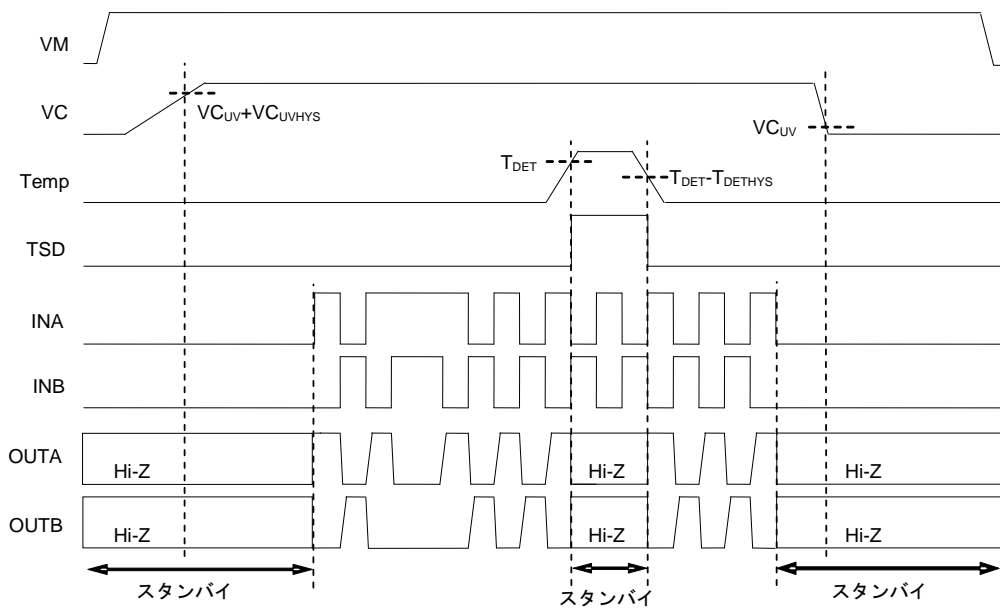 VM
VC
VCUV+VCUVHYS
VCUV
Temp
TDET
TDET-TDETHYS
TSD
INA
INB
OUTA
Hi-Z
Hi-Z
Hi-Z
OUTB
Hi-Z
Hi-Z
Hi-Z
スタンバイ
スタンバイ
スタンバイ